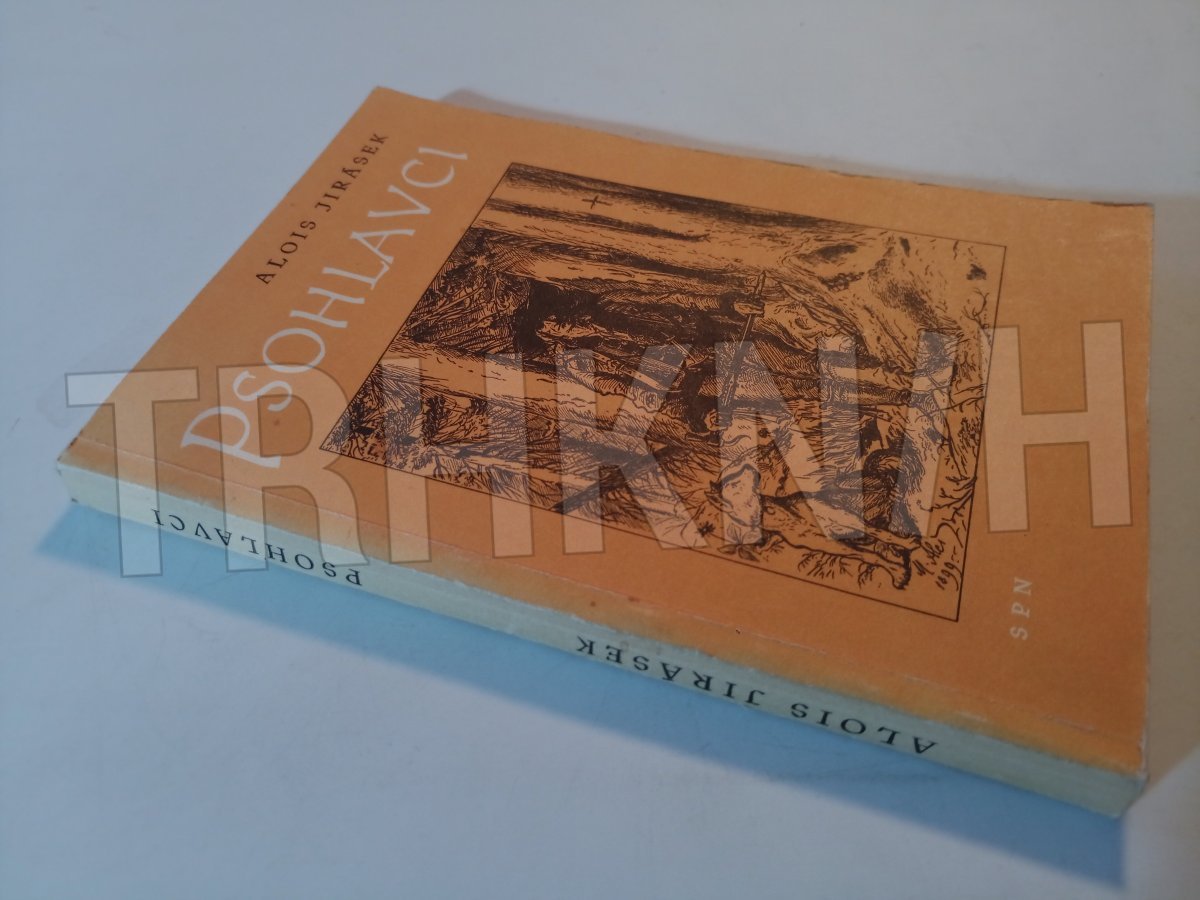 ALOIS JIRÁSEK
PSOHLAVCI
SPN
PSOHLAVCI
ALOIS JIRÁSEK
TRHKNIH